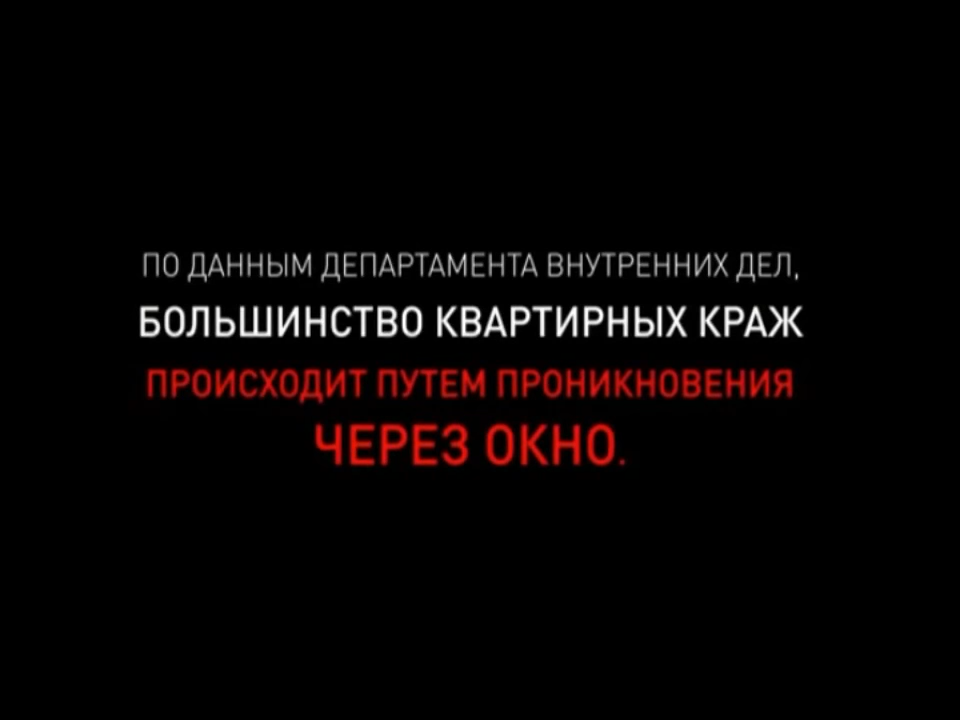 ПО ДАННЫМ ДЕПАРТАМЕНТА ВНУТРЕННИХ ДЕЛ,
БОЛЬШИНСТВО КВАРТИРНЫХ КРАЖ
ПРОИСХОДИТ ПУТЕМ ПРОНИКНОВЕНИЯ
ЧЕРЕЗ ОКНО.